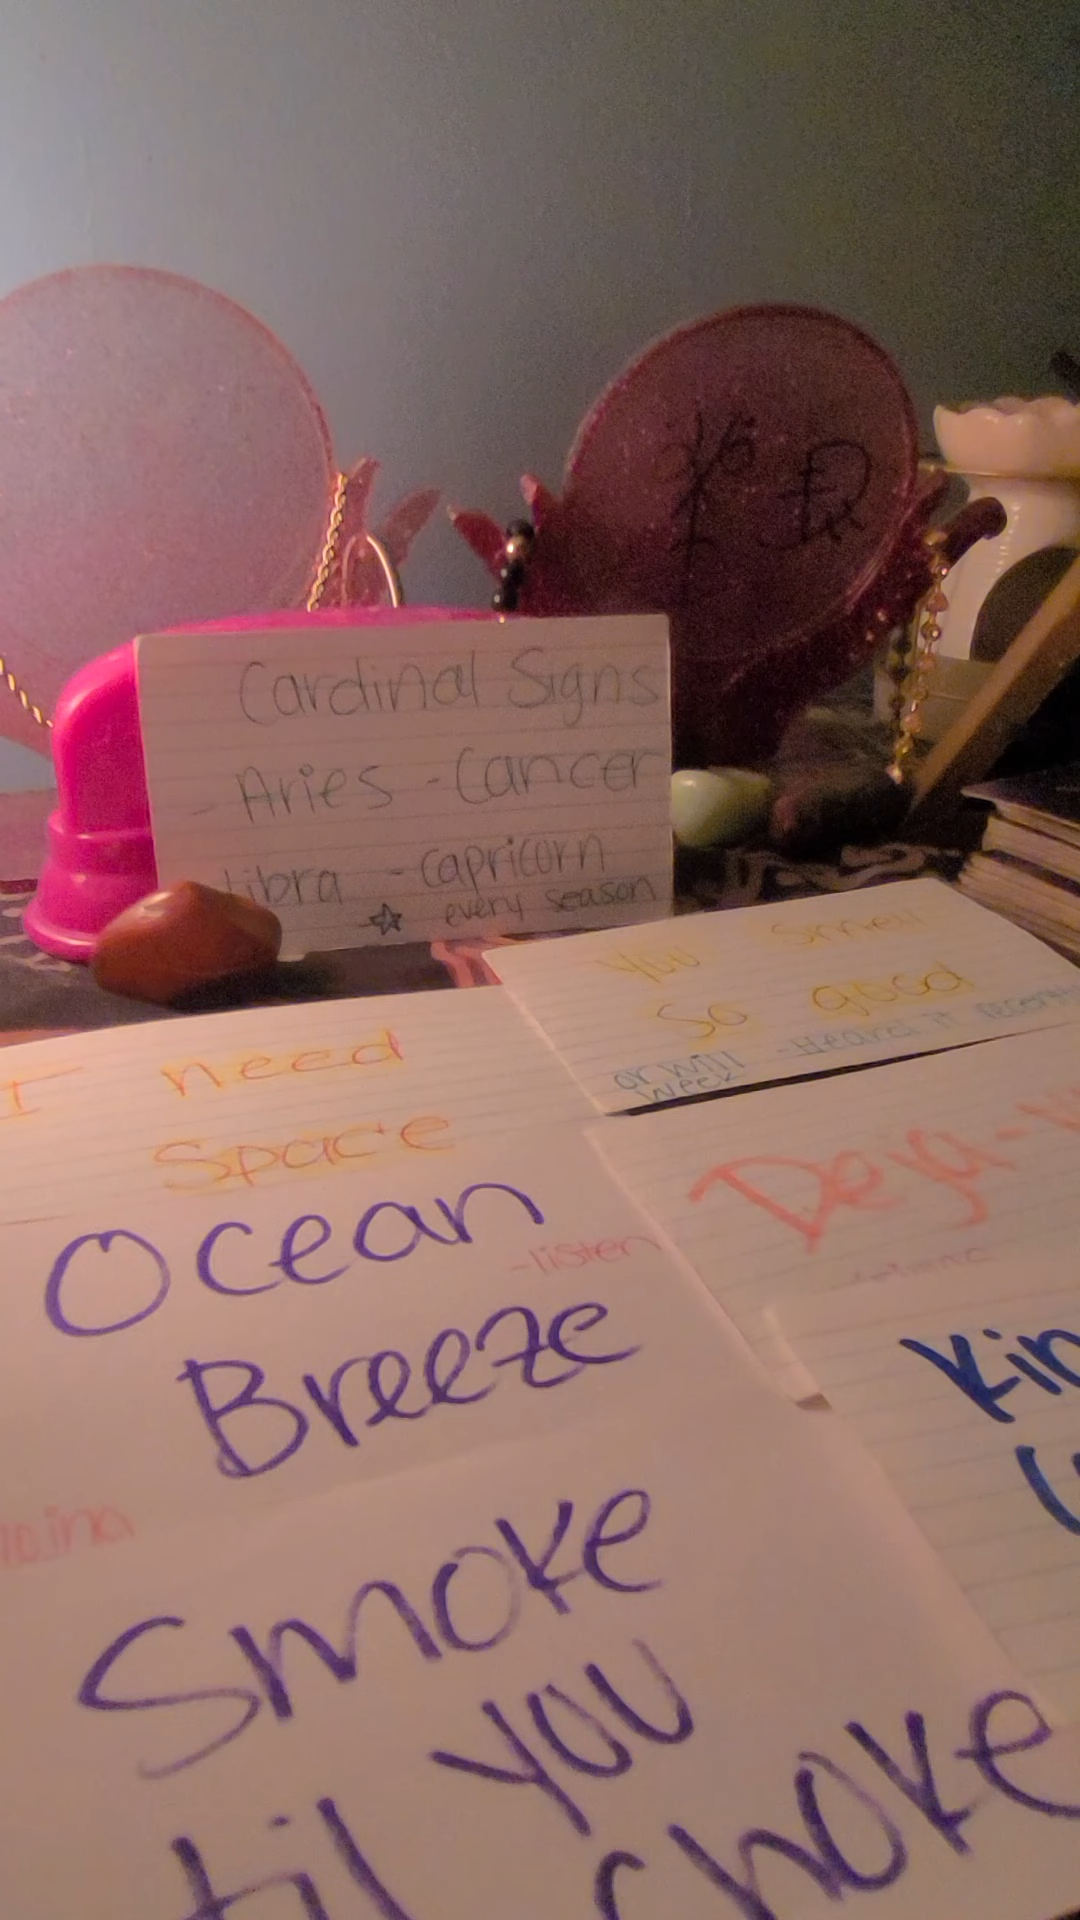 Cardinal Signs
- Aries - Cancer
Libra - Capricorn
☆ every season
You Smell
So good
or will - Heard it recently
week
I need
Space
Ocean
- listen
Breeze
Deja -
Smoke
you
til choke